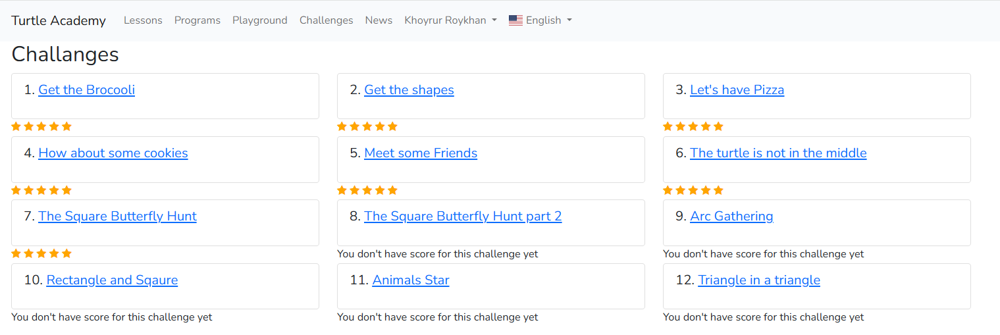 Turtle Academy Lessons Programs Playground Challenges News Khoyrur Roykhan English
Challanges
1. Get the Brocooli 2. Get the shapes 3. Let's have Pizza
4. How about some cookies 5. Meet some Friends 6. The turtle is not in the middle
7. The Square Butterfly Hunt 8. The Square Butterfly Hunt part 2 9. Arc Gathering
You don't have score for this challenge yet You don't have score for this challenge yet
10. Rectangle and Sqaure 11. Animals Star 12. Triangle in a triangle
You don't have score for this challenge yet You don't have score for this challenge yet You don't have score for this challenge yet